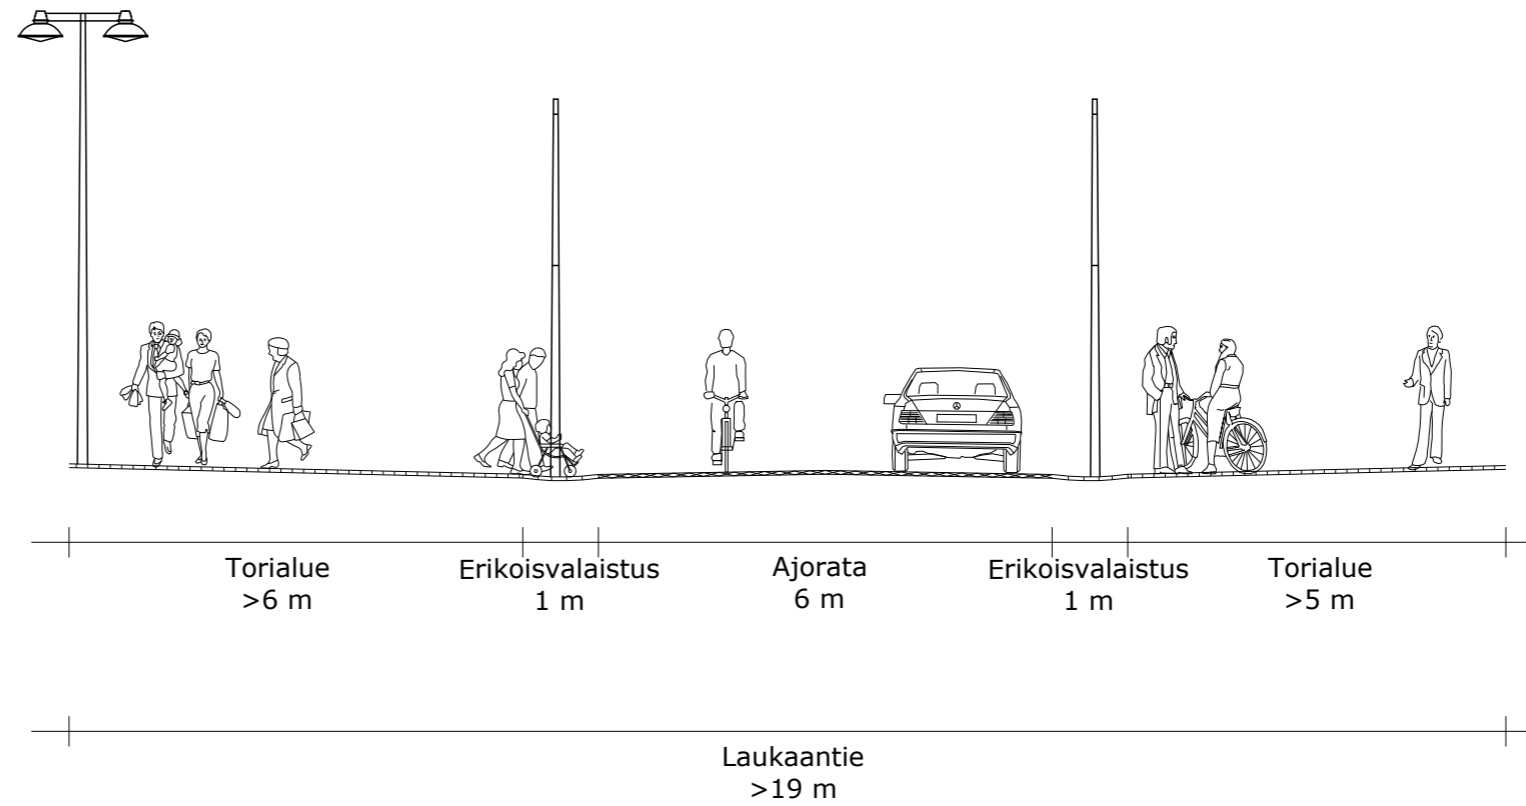 Torialue
>6 m
Erikoisvalaistus
1 m
Ajorata
6 m
Erikoisvalaistus
1 m
Torialue
>5 m
Laukaantie
>19 m